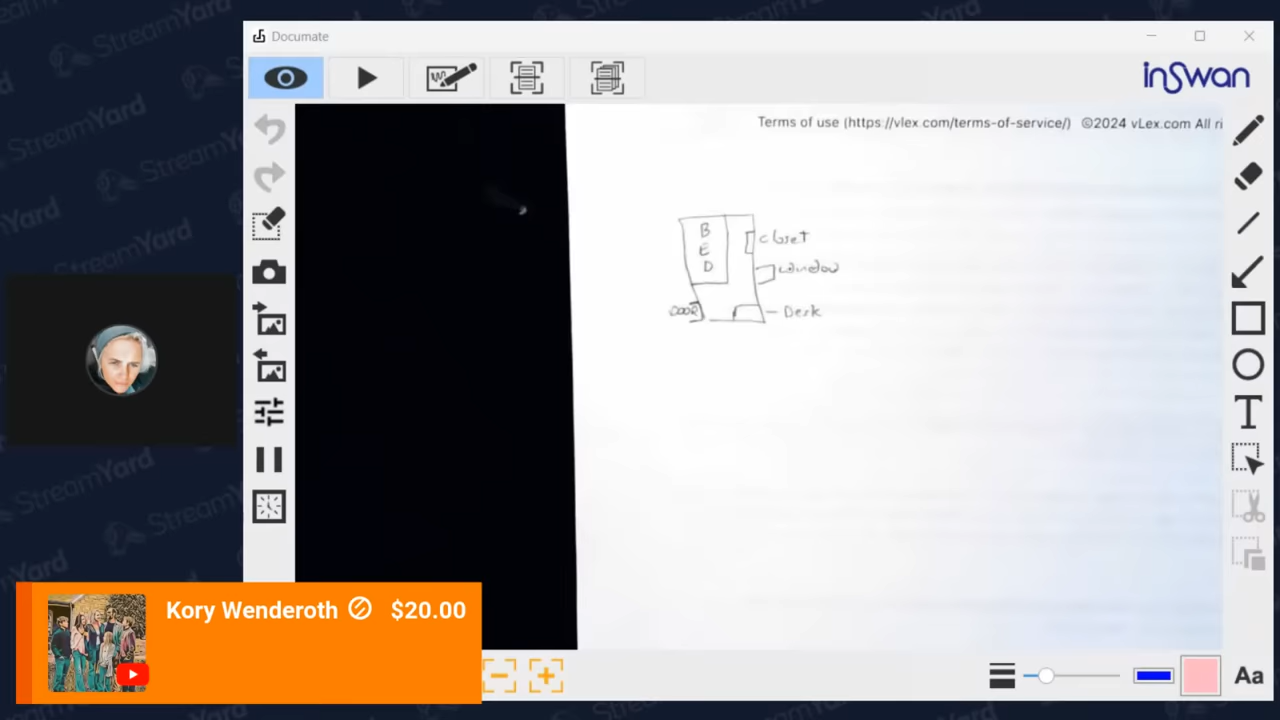 StreamYard
Documate
inSwan
Terms of use (https://vlex.com/terms-of-service/) ©2024 vLex.com All ri
B
E
D
closet
window
DOOR
Desk
Kory Wenderoth $20.00
T
Aa